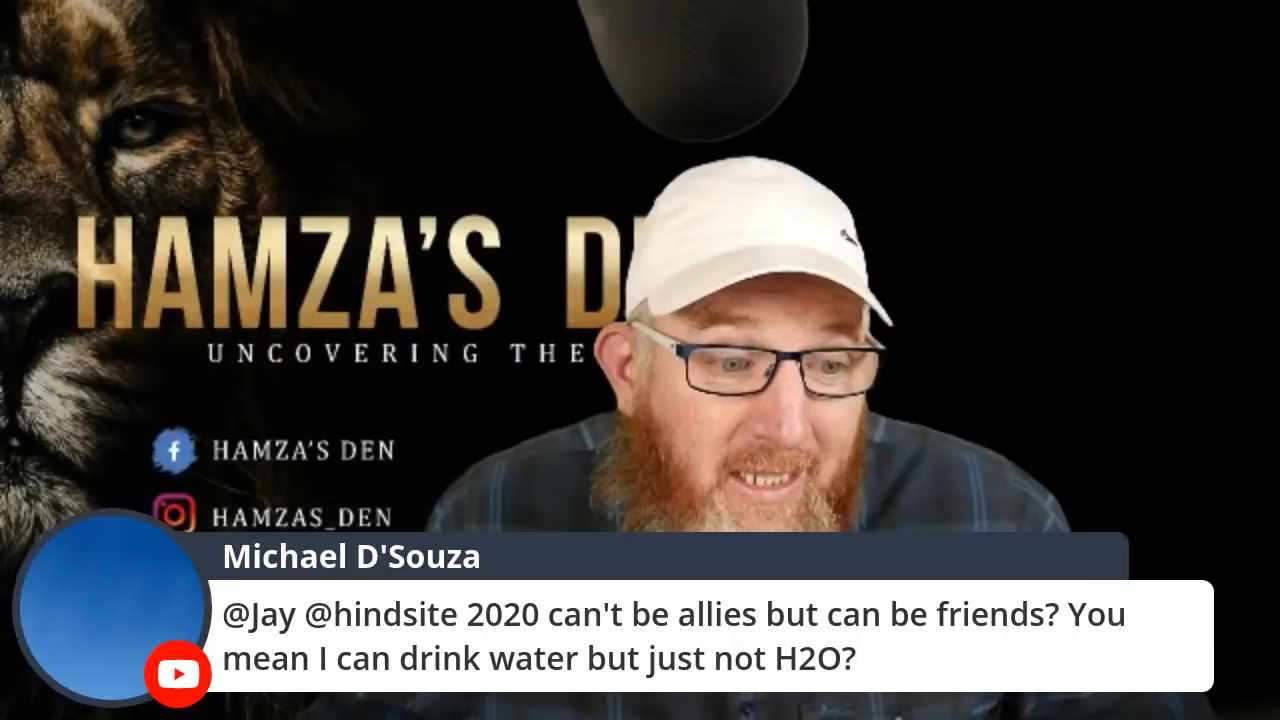 HAMZA'S D
UNCOVERING THE
HAMZA'S DEN
HAMZAS_DEN
Michael D'Souza
@Jay @hindsite 2020 can't be allies but can be friends? You
mean I can drink water but just not H2O?